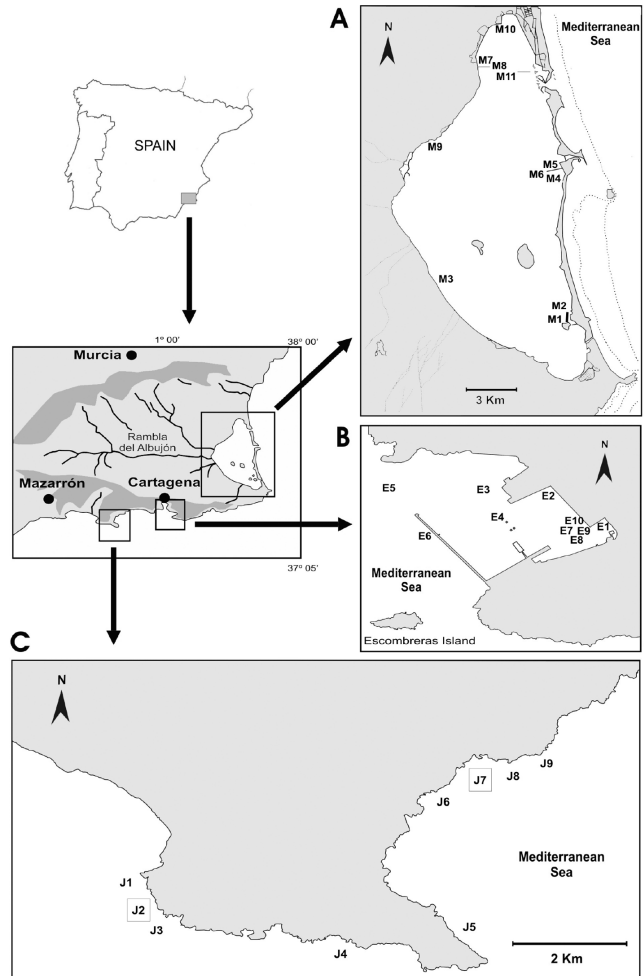 A
N
Mediterranean
Sea
M10
M7
M8
M11
M9
M5
M6
M4
M3
M2
M1
3 Km
SPAIN
1º 00'
38º 00'
Murcia
Rambla
del Albujón
Mazarrón
Cartagena
37º 05'
B
N
E5
E3
E2
E4
E10
E7
E9
E1
E8
E6
Mediterranean
Sea
Escombreras Island
C
N
J9
J8
J7
J6
Mediterranean
Sea
J1
J2
J3
J4
J5
2 Km